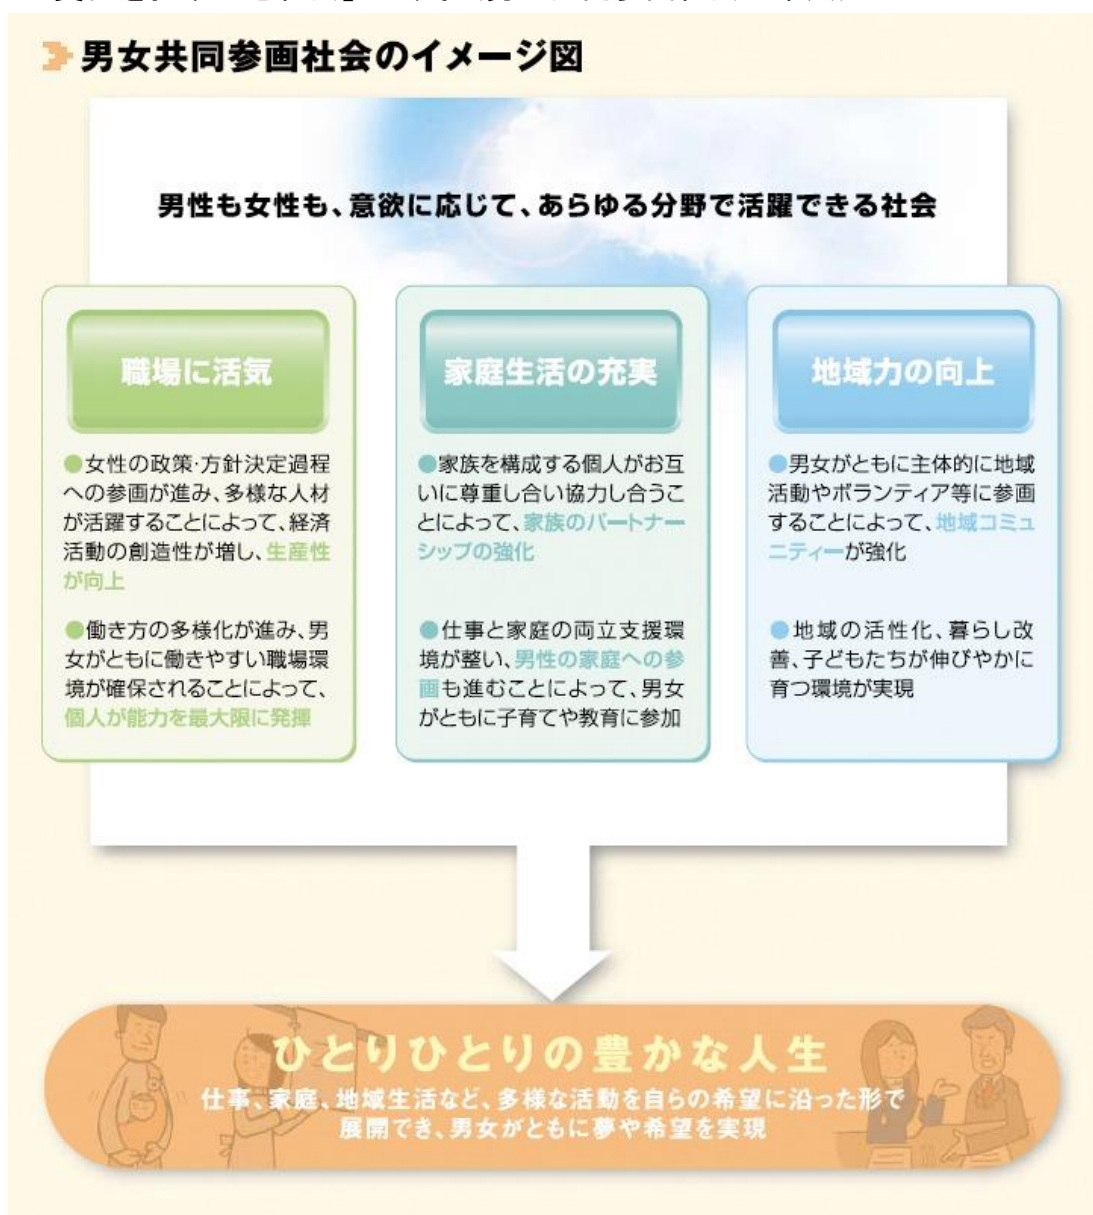 男女共同参画社会のイメージ図
男性も女性も、意欲に応じて、あらゆる分野で活躍できる社会
職場に活気
●女性の政策・方針決定過程
への参画が進み、多様な人材
が活躍することによって、経済
活動の創造性が増し、生産性
が向上
●働き方の多様化が進み、男
女がともに働きやすい職場環
境が確保されることによって、
個人が能力を最大限に発揮
家庭生活の充実
●家族を構成する個人がお互
いに尊重し合い協力し合うこ
とによって、家族のパートナー
シップの強化
●仕事と家庭の両立支援環
境が整い、男性の家庭への参
画も進むことによって、男女
がともに子育てや教育に参加
地域力の向上
●男女がともに主体的に地域
活動やボランティア等に参画
することによって、地域コミュ
ニティーが強化
●地域の活性化、暮らし改
善、子どもたちが伸びやかに
育つ環境が実現
ひとりひとりの豊かな人生
仕事、家庭、地域生活など、多様な活動を自らの希望に沿った形で
展開でき、男女がともに夢や希望を実現